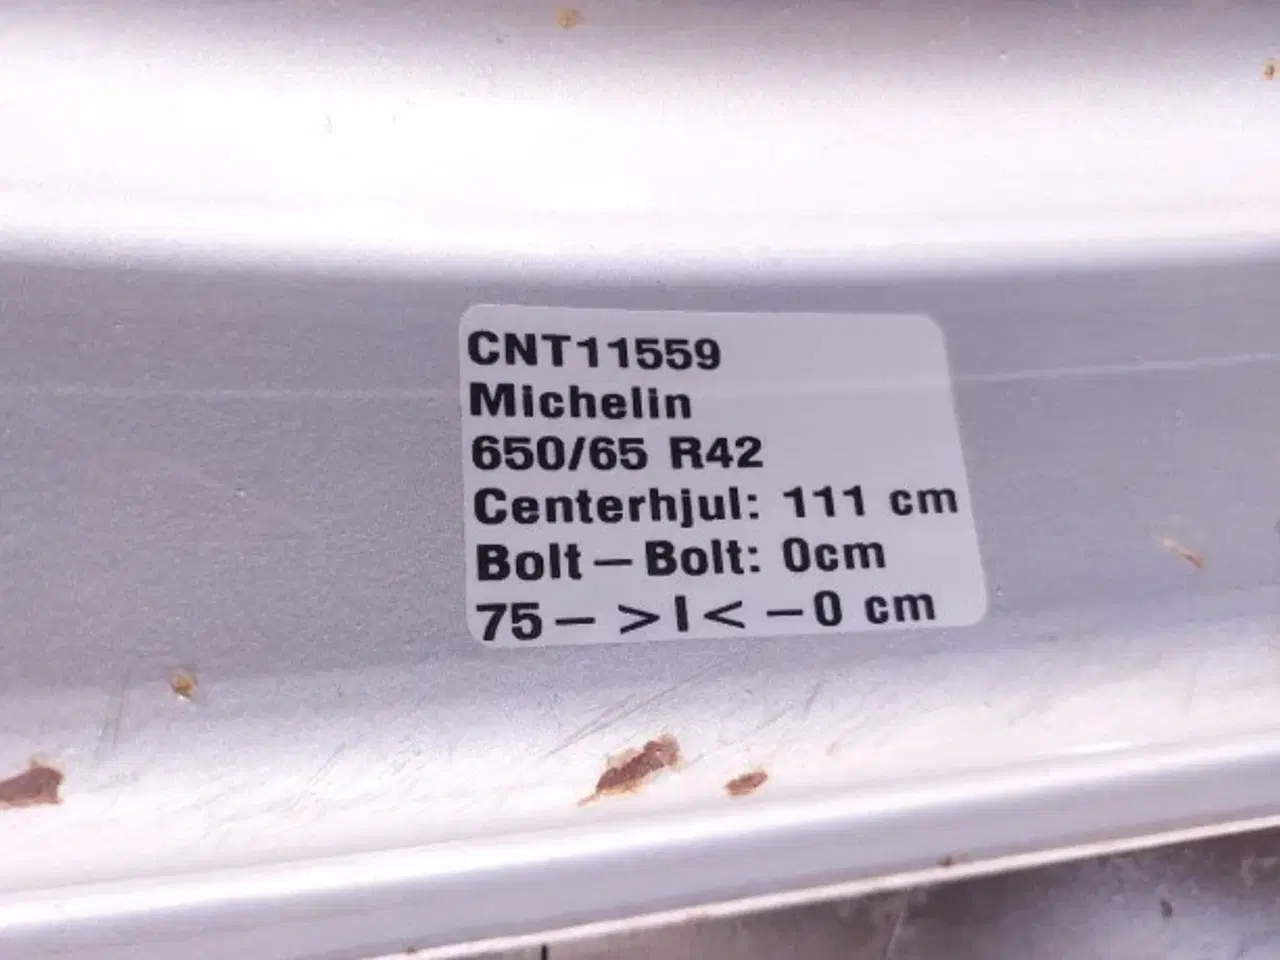 CNT11559
Michelin
650/65 R42
Centerhjul: 111 cm
Bolt-Bolt: 0cm
75- >I< -0 cm